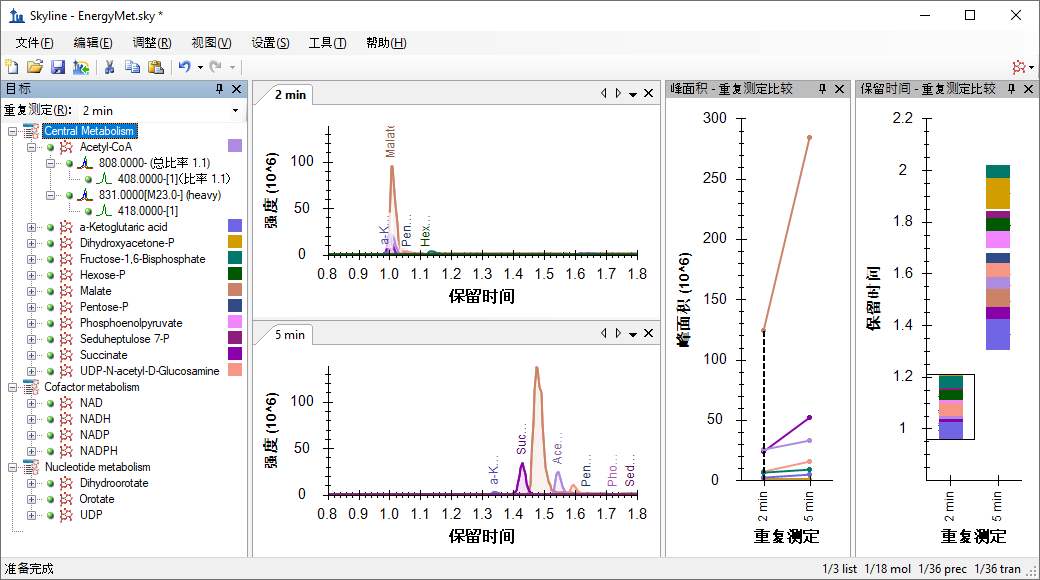 Skyline - EnergyMet.sky *
文件(F) 编辑(E) 调整(R) 视图(V) 设置(S) 工具(T) 帮助(H)
目标
重复测定(R): 2 min
Central Metabolism
Acetyl-CoA
808.0000- (总比率 1.1)
408.0000-[1](比率 1.1)
831.0000[M23.0-] (heavy)
418.0000-[1]
a-Ketoglutaric acid
Dihydroxyacetone-P
Fructose-1,6-Bisphosphate
Hexose-P
Malate
Pentose-P
Phosphoenolpyruvate
Seduheptulose 7-P
Succinate
UDP-N-acetyl-D-Glucosamine
Cofactor metabolism
NAD
NADH
NADP
NADPH
Nucleotide metabolism
Dihydroorotate
Orotate
UDP
2 min
强度 (10^6)
100
50
0
Malate
a-K...
Pen...
Hex...
0.8 0.9 1.0 1.1 1.2 1.3 1.4 1.5 1.6 1.7 1.8
保留时间
5 min
强度 (10^6)
100
50
0
a-K...
Suc...
Ace...
Pen...
Pho...
Sed...
0.8 0.9 1.0 1.1 1.2 1.3 1.4 1.5 1.6 1.7 1.8
保留时间
峰面积 - 重复测定比较
峰面积 (10^6)
300
250
200
150
100
50
0
2 min
5 min
重复测定
保留时间 - 重复测定比较
保留时间
2.2
2
1.8
1.6
1.4
1.2
1
2 min
5 min
重复测定
准备完成
1/3 list 1/18 mol 1/36 prec 1/36 tran